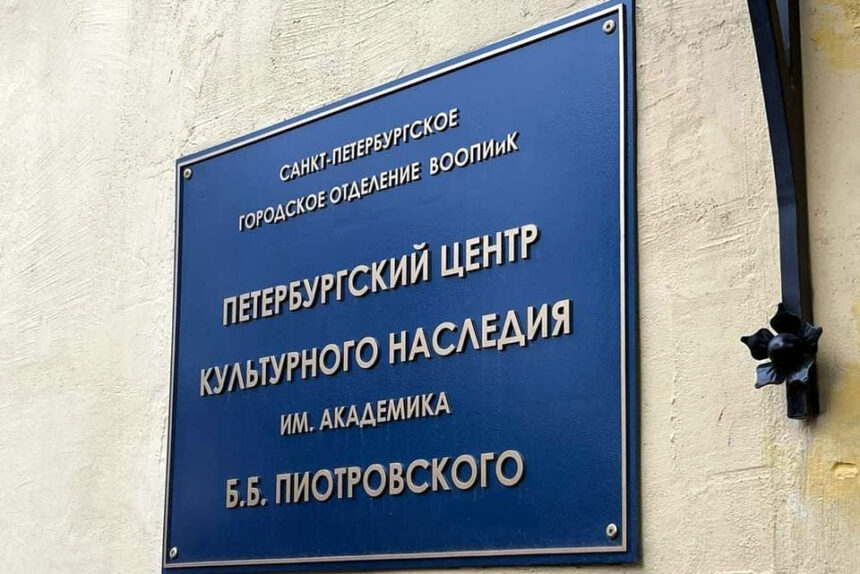 САНКТ-ПЕТЕРБУРГСКОЕ
ГОРОДСКОЕ ОТДЕЛЕНИЕ ВООПИиК
ПЕТЕРБУРГСКИЙ ЦЕНТР
КУЛЬТУРНОГО НАСЛЕДИЯ
ИМ. АКАДЕМИКА
Б.Б. ПИОТРОВСКОГО